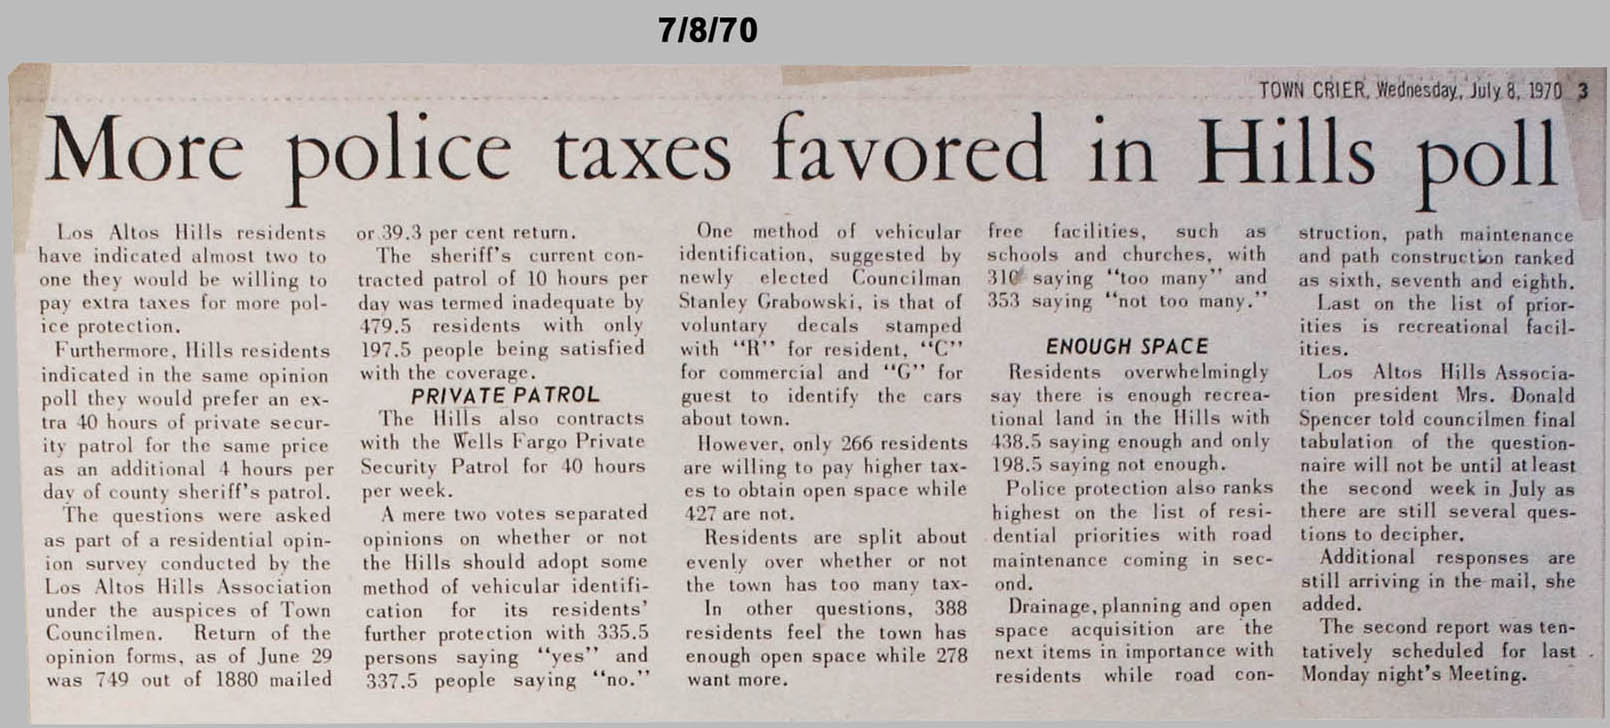 7/8/70
TOWN CRIER, Wednesday, July 8, 1970 3
More police taxes favored in Hills poll
Los Altos Hills residents
have indicated almost two to
one they would be willing to
pay extra taxes for more pol-
ice protection.
Furthermore, Hills residents
indicated in the same opinion
poll they would prefer an ex-
tra 40 hours of private secur-
ity patrol for the same price
as an additional 4 hours per
day of county sheriff's patrol.
The questions were asked
as part of a residential opin-
ion survey conducted by the
Los Altos Hills Association
under the auspices of Town
Councilmen. Return of the
opinion forms, as of June 29
was 749 out of 1880 mailed
or 39.3 per cent return.
The sheriff's current con-
tracted patrol of 10 hours per
day was termed inadequate by
479.5 residents with only
197.5 people being satisfied
with the coverage.
PRIVATE PATROL
The Hills also contracts
with the Wells Fargo Private
Security Patrol for 40 hours
per week.
A mere two votes separated
opinions on whether or not
the Hills should adopt some
method of vehicular identifi-
cation for its residents'
further protection with 335.5
persons saying "yes" and
337.5 people saying "no."
One method of vehicular
identification, suggested by
newly elected Councilman
Stanley Grabowski, is that of
voluntary decals stamped
with "R" for resident, "C"
for commercial and "G" for
guest to identify the cars
about town.
However, only 266 residents
are willing to pay higher tax-
es to obtain open space while
427 are not.
Residents are split about
evenly over whether or not
the town has too many tax-
In other questions, 388
residents feel the town has
enough open space while 278
want more.
free facilities, such as
schools and churches, with
310 saying "too many" and
353 saying "not too many."
ENOUGH SPACE
Residents overwhelmingly
say there is enough recrea-
tional land in the Hills with
438.5 saying enough and only
198.5 saying not enough.
Police protection also ranks
highest on the list of resi-
dential priorities with road
maintenance coming in sec-
ond.
Drainage, planning and open
space acquisition are the
next items in importance with
residents while road con-
struction, path maintenance
and path construction ranked
as sixth, seventh and eighth.
Last on the list of prior-
ities is recreational facil-
ities.
Los Altos Hills Associa-
tion president Mrs. Donald
Spencer told councilmen final
tabulation of the question-
naire will not be until at least
the second week in July as
there are still several ques-
tions to decipher.
Additional responses are
still arriving in the mail, she
added.
The second report was ten-
tatively scheduled for last
Monday night's Meeting.